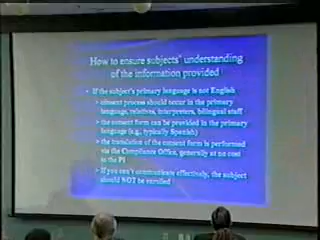 How to ensure subjects' understanding
of the information provided
If the subject's primary language is not English
consent process should occur in the primary
language, relatives, interpreters, bilingual staff
the consent form can be provided in the primary
language (e.g., typically Spanish)
the translation of the consent form is performed
via the Compliance Office, generally at no cost
to the PI
If you can't communicate effectively, the subject
should NOT be enrolled